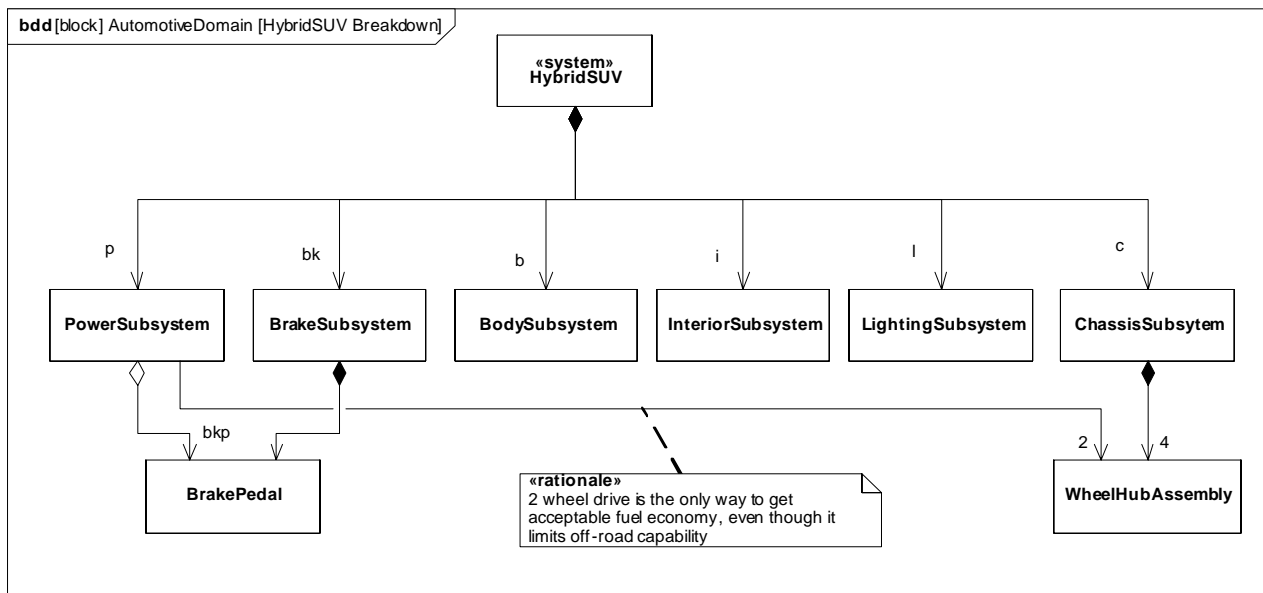 bdd [block] AutomotiveDomain [HybridSUV Breakdown]
«system»
HybridSUV
p
bk
b
i
l
c
PowerSubsystem
BrakeSubsystem
BodySubsystem
InteriorSubsystem
LightingSubsystem
ChassisSubsytem
bkp
2
4
BrakePedal
«rationale»
2 wheel drive is the only way to get
acceptable fuel economy, even though it
limits off-road capability
WheelHubAssembly